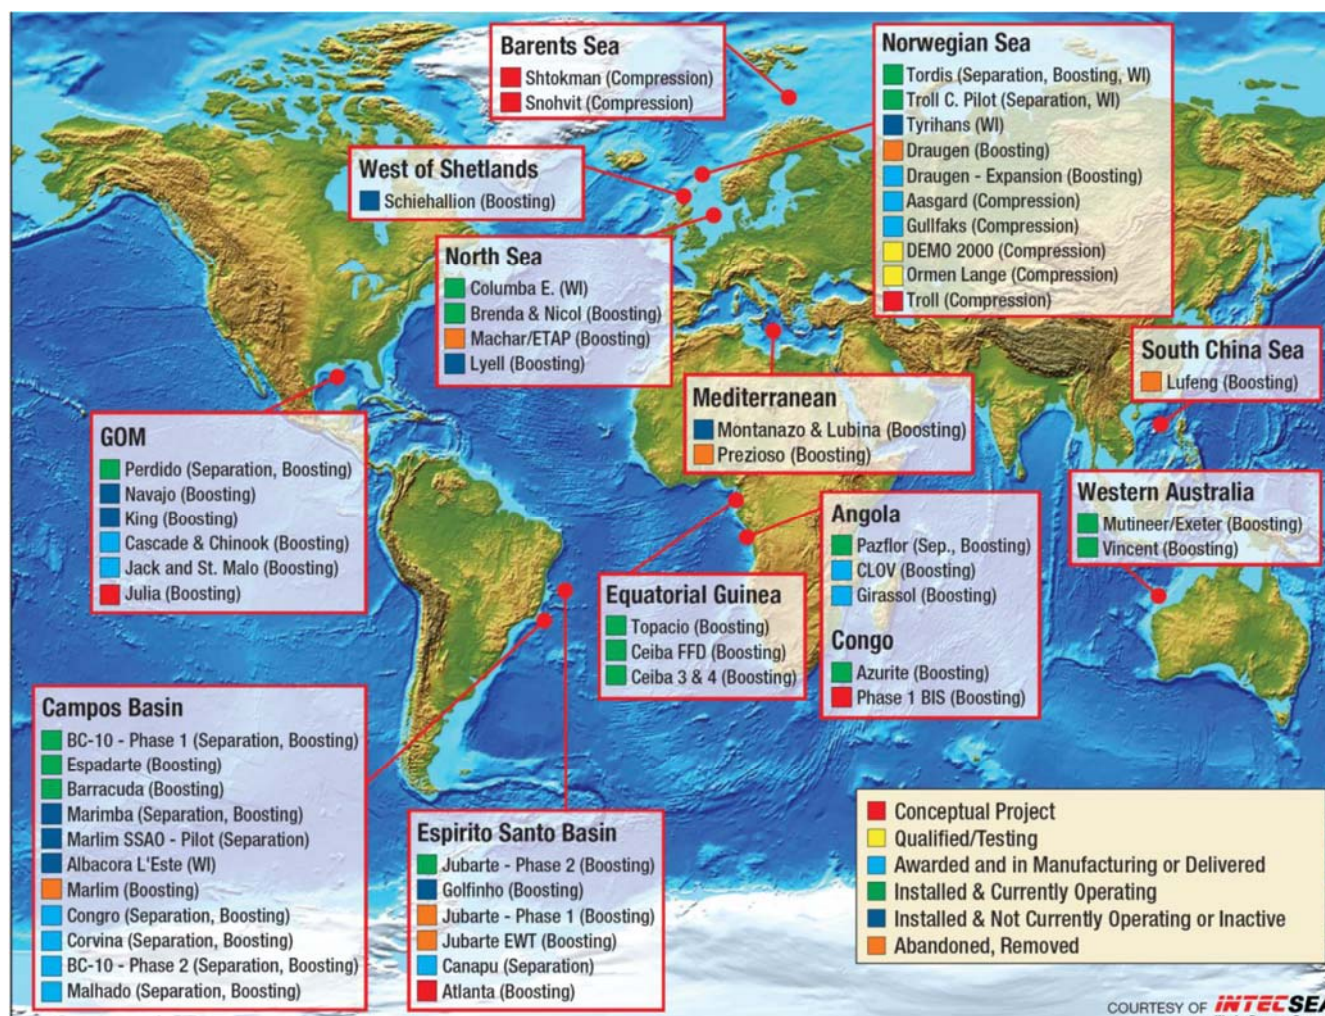 Barents Sea
Shtokman (Compression)
Snohvit (Compression)
Norwegian Sea
Tordis (Separation, Boosting, WI)
Troll C. Pilot (Separation, WI)
Tyrihans (WI)
Draugen (Boosting)
Draugen - Expansion (Boosting)
Aasgard (Compression)
Gullfaks (Compression)
DEMO 2000 (Compression)
Ormen Lange (Compression)
Troll (Compression)
West of Shetlands
Schiehallion (Boosting)
North Sea
Columba E. (WI)
Brenda & Nicol (Boosting)
Machar/ETAP (Boosting)
Lyell (Boosting)
South China Sea
Lufeng (Boosting)
Mediterranean
Montanazo & Lubina (Boosting)
Prezioso (Boosting)
GOM
Perdido (Separation, Boosting)
Navajo (Boosting)
King (Boosting)
Cascade & Chinook (Boosting)
Jack and St. Malo (Boosting)
Julia (Boosting)
Western Australia
Mutineer/Exeter (Boosting)
Vincent (Boosting)
Angola
Pazflor (Sep., Boosting)
CLOV (Boosting)
Girassol (Boosting)
Congo
Azurite (Boosting)
Phase 1 BIS (Boosting)
Equatorial Guinea
Topacio (Boosting)
Ceiba FFD (Boosting)
Ceiba 3 & 4 (Boosting)
Campos Basin
BC-10 - Phase 1 (Separation, Boosting)
Espadarte (Boosting)
Barracuda (Boosting)
Marimba (Separation, Boosting)
Marlim SSAO - Pilot (Separation)
Albacora L'Este (WI)
Marlim (Boosting)
Congro (Separation, Boosting)
Corvina (Separation, Boosting)
BC-10 - Phase 2 (Separation, Boosting)
Malhado (Separation, Boosting)
Espirito Santo Basin
Jubarte - Phase 2 (Boosting)
Golfinho (Boosting)
Jubarte - Phase 1 (Boosting)
Jubarte EWT (Boosting)
Canapu (Separation)
Atlanta (Boosting)
Conceptual Project
Qualified/Testing
Awarded and in Manufacturing or Delivered
Installed & Currently Operating
Installed & Not Currently Operating or Inactive
Abandoned, Removed
COURTESY OF INTECSEA